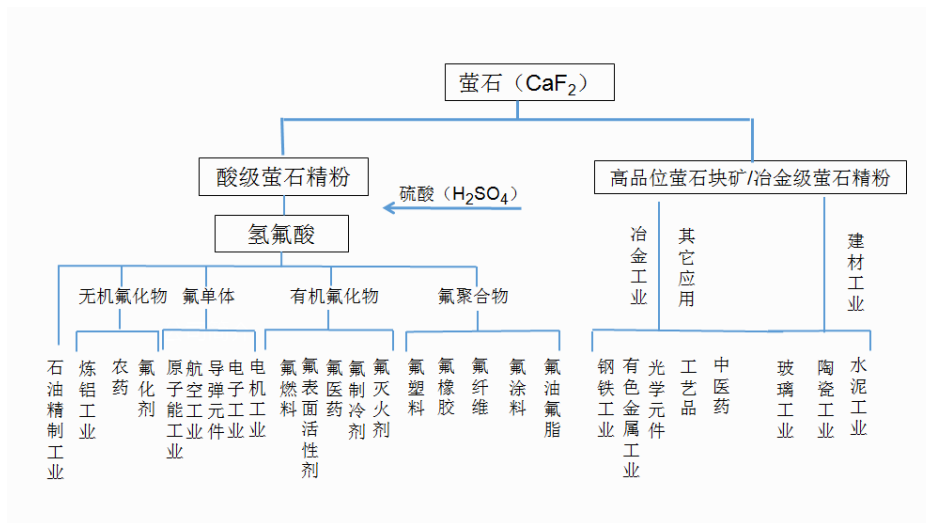 萤石（CaF2）
酸级萤石精粉
高品位萤石块矿/冶金级萤石精粉
硫酸（H2SO4）
氢氟酸
冶金工业
其它应用
建材工业
无机氟化物
氟单体
有机氟化物
氟聚合物
石油精制工业
炼铝工业
农药
氟化剂
原子能工业
航空工业
导弹元件
电子工业
电机工业
氟燃料
氟表面活性剂
氟医药
氟制冷剂
氟灭火剂
氟塑料
氟橡胶
氟纤维
氟涂料
氟油氟脂
钢铁工业
有色金属工业
光学元件
工艺品
中医药
玻璃工业
陶瓷工业
水泥工业